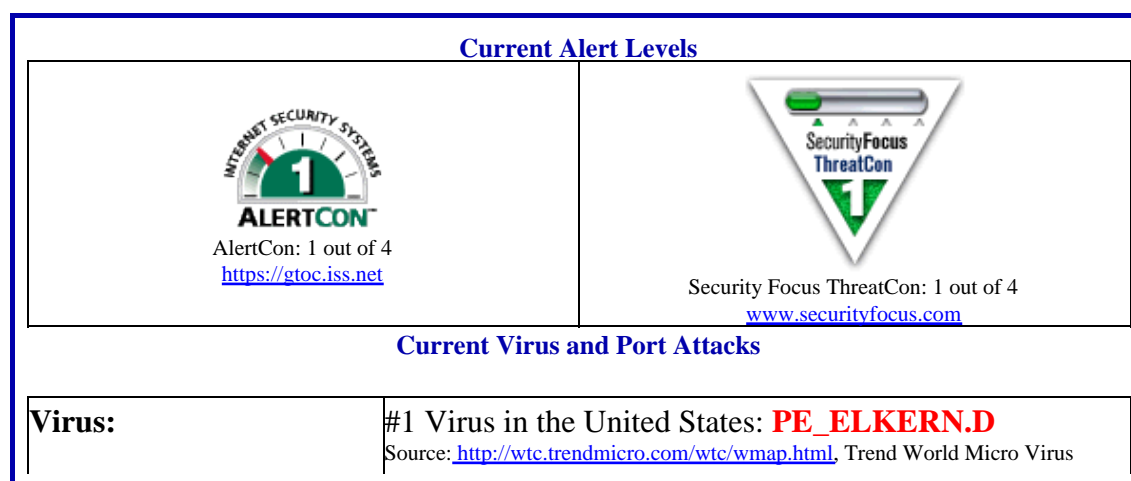 Current Alert Levels
INTERNET SECURITY SYSTEMS
1
ALERTCON™
AlertCon: 1 out of 4
https://gtoc.iss.net
SecurityFocus
ThreatCon
1
Security Focus ThreatCon: 1 out of 4
www.securityfocus.com
Current Virus and Port Attacks
Virus:
#1 Virus in the United States: PE_ELKERN.D
Source: http://wtc.trendmicro.com/wtc/wmap.html, Trend World Micro Virus